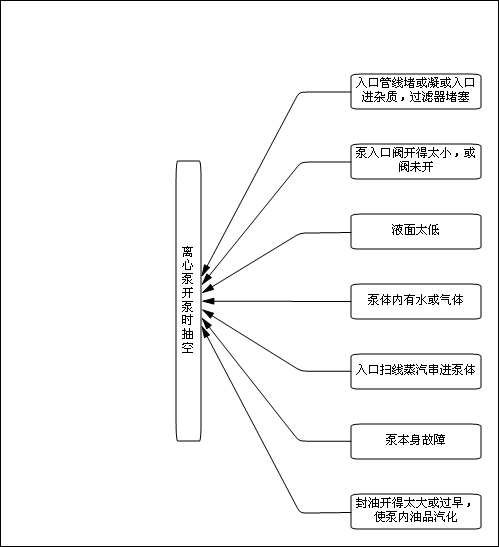 入口管线堵或凝或入口
进杂质，过滤器堵塞
泵入口阀开得太小，或
阀未开
液面太低
离心泵开泵时抽空
泵体内有水或气体
入口扫线蒸汽串进泵体
泵本身故障
封油开得太大或过早，
使泵内油品汽化